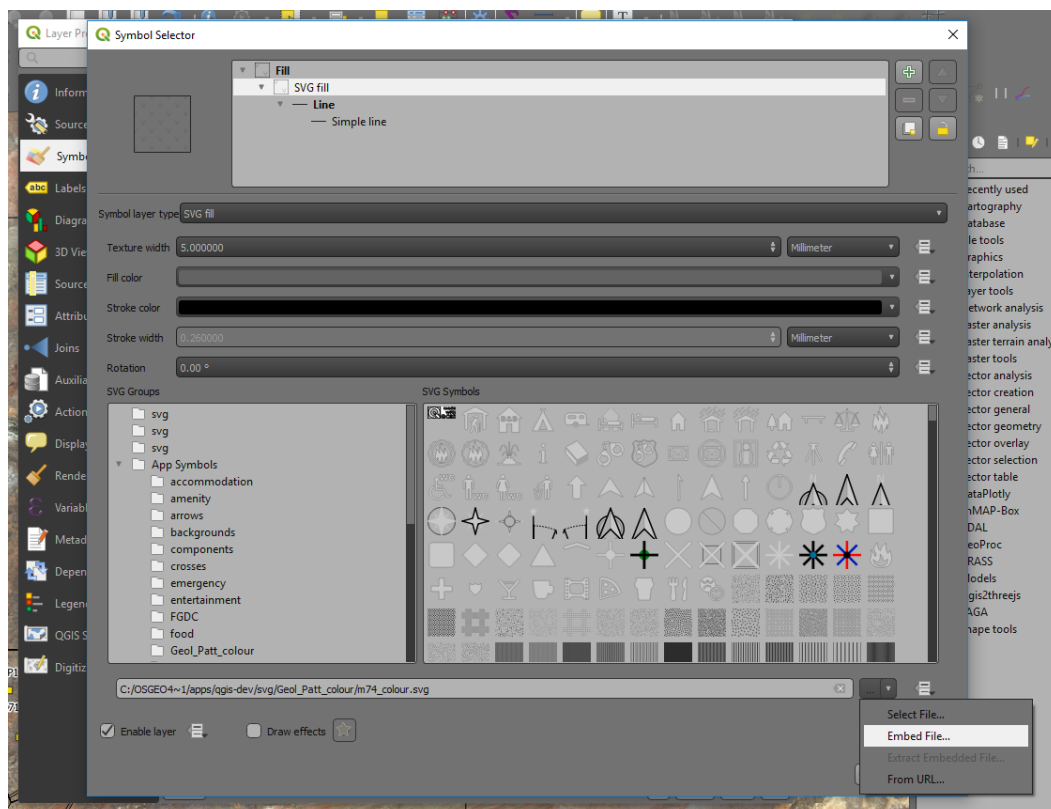 Layer Pr
Symbol Selector
Fill
SVG fill
Line
Simple line
Inform
Source
Symbo
abc Labels
Diagra
3D Vie
Source
Attribu
Joins
Auxilia
Action
Display
Rende
Variabl
Metad
Depen
Legen
QGIS S
Digitiz
Symbol layer type SVG fill
Texture width 5.000000 Millimeter
Fill color
Stroke color
Stroke width 0.260000 Millimeter
Rotation 0.00 °
SVG Groups
SVG Symbols
svg
svg
svg
App Symbols
accommodation
amenity
arrows
backgrounds
components
crosses
emergency
entertainment
FGDC
food
Geol_Patt_colour
C:/OSGEO4~1/apps/qgis-dev/svg/Geol_Patt_colour/m74_colour.svg
...
Enable layer
Draw effects
Select File...
Embed File...
Extract Embedded File...
From URL...
ecently used
artography
atabase
le tools
raphics
terpolation
ayer tools
etwork analysis
aster analysis
aster terrain analy
aster tools
ector analysis
ector creation
ector general
ector geometry
ector overlay
ector selection
ector table
ataPlotly
nMAP-Box
DAL
eoProc
RASS
odels
gis2threejs
AGA
hape tools